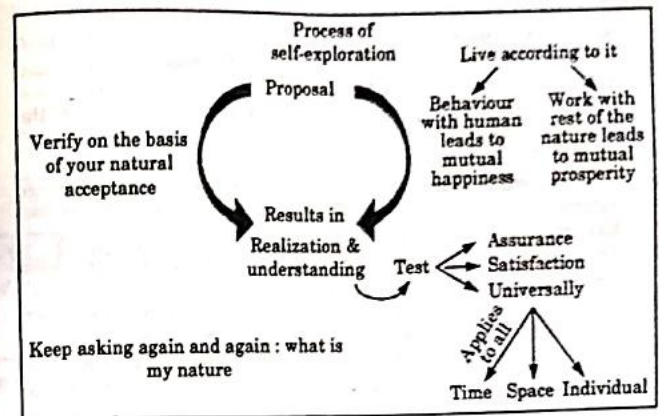 Process of
self-exploration
Proposal
Live according to it
Behaviour
with human
leads to
mutual
happiness
Work with
rest of the
nature leads
to mutual
prosperity
Verify on the basis
of your natural
acceptance
Results in
Realization &
understanding
Test
Assurance
Satisfaction
Universally
Applies
to all
Time Space Individual
Keep asking again and again : what is
my nature